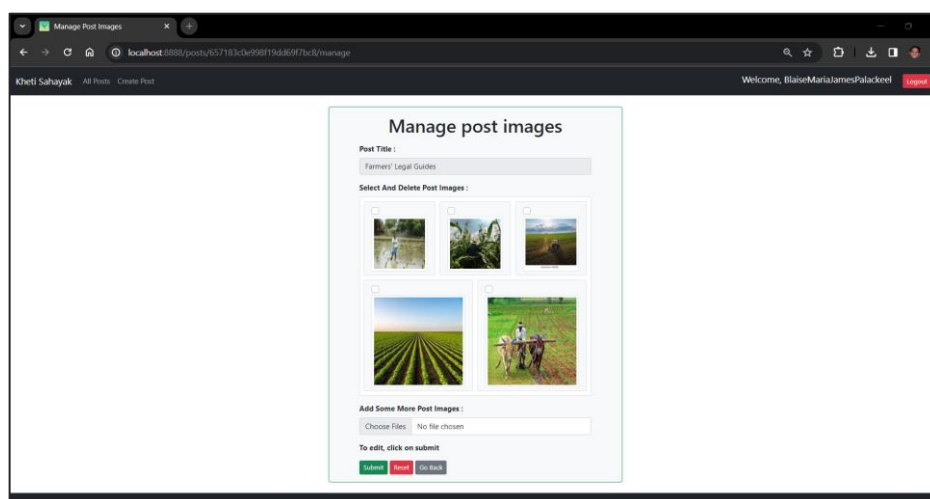 Manage Post Images
localhost:8888/posts/657183c0e998f19dd69f7bc8/manage
Kheti Sahayak All Posts Create Post Welcome, BlaiseMariaJamesPalackeel Logout
Manage post images
Post Title :
Farmers' Legal Guides
Select And Delete Post Images :
Add Some More Post Images :
Choose Files No file chosen
To edit, click on submit
Submit Reset Go Back